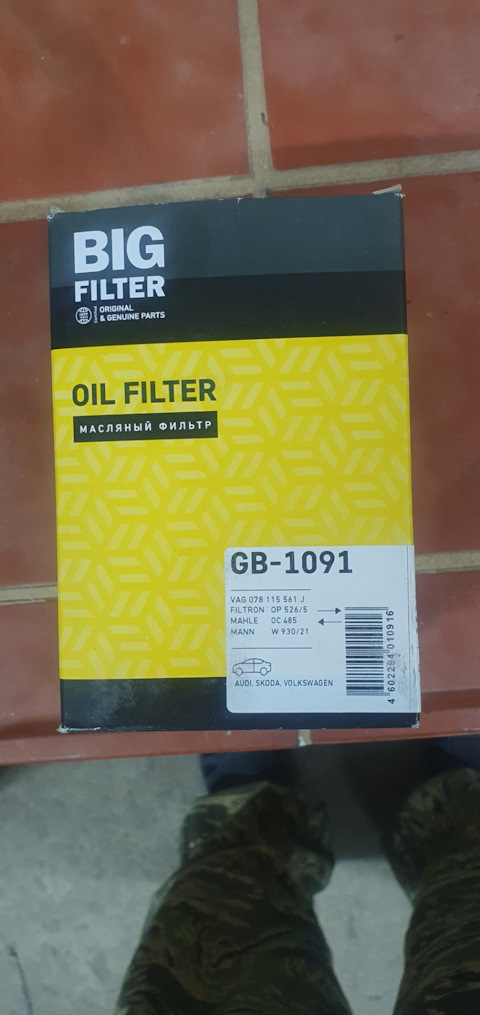 BIG
FILTER
Certified
ORIGINAL
& GENUINE PARTS
OIL FILTER
МАСЛЯНЫЙ ФИЛЬТР
GB-1091
VAG 078 115 561 J
FILTRON OP 526/5
MAHLE OC 485
MANN W 930/21
AUDI, SKODA, VOLKSWAGEN
4 602284 010916